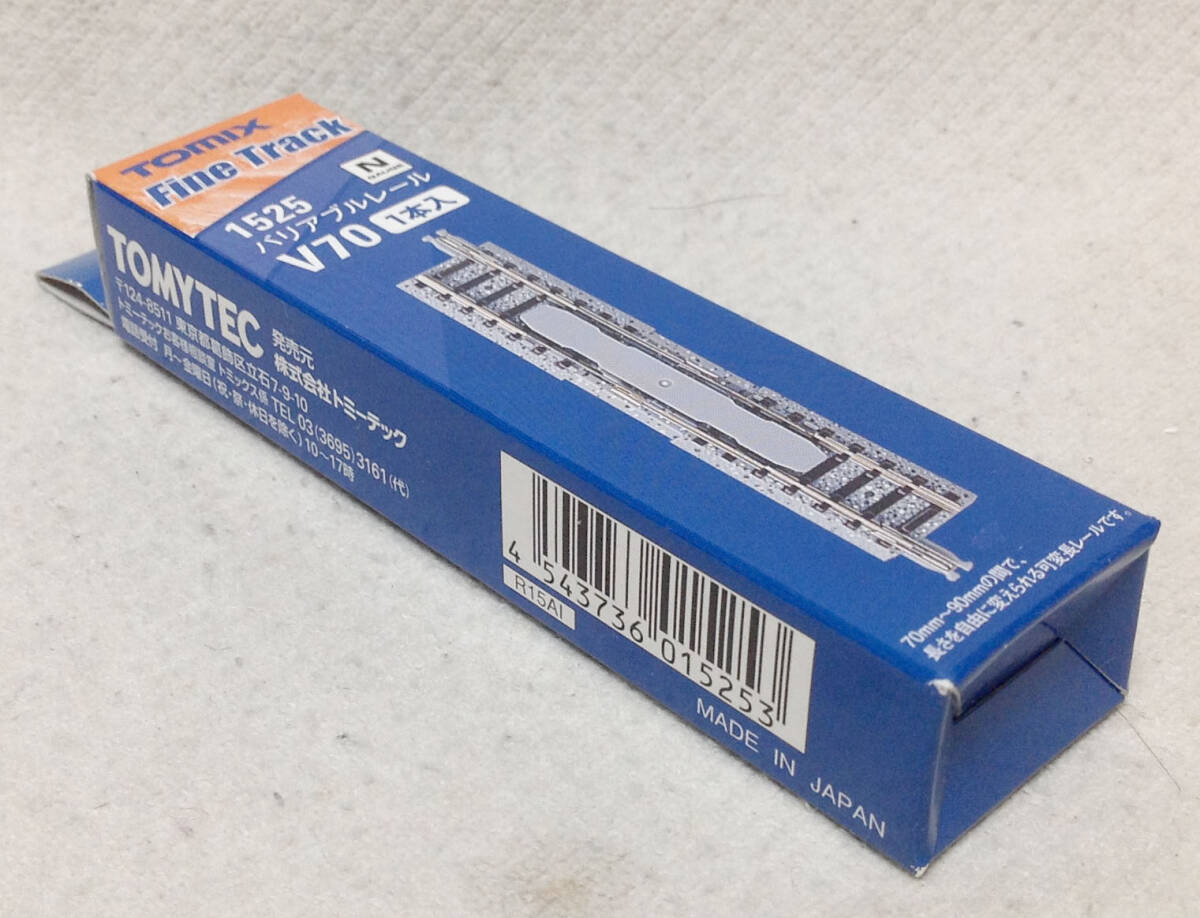 TOMIX
Fine Track
N
GAUGE
1525
バリアブルレール
V70 1本入
70mm〜90mmの間で、
長さを自由に変えられる可変長レールです。
TOMYTEC
発売元
株式会社トミーテック
〒124-8511 東京都葛飾区立石7-9-10
トミーテックお客様相談室 トミックス係 TEL 03(3695)3161(代)
電話受付 月〜金曜日(祝・祭・休日を除く)10〜17時
4 543736 015253
R15AI
MADE IN JAPAN